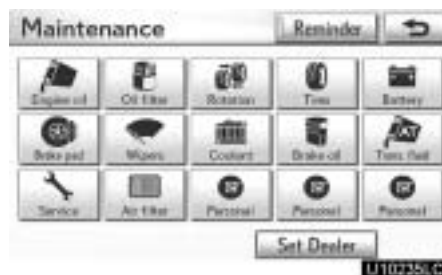 Maintenance Reminder
Engine oil Oil filter Rotation Tires Battery
Brake pad Wipers Coolant Brake oil Trans. fluid
Service Air filter Personal Personal Personal
Set Dealer